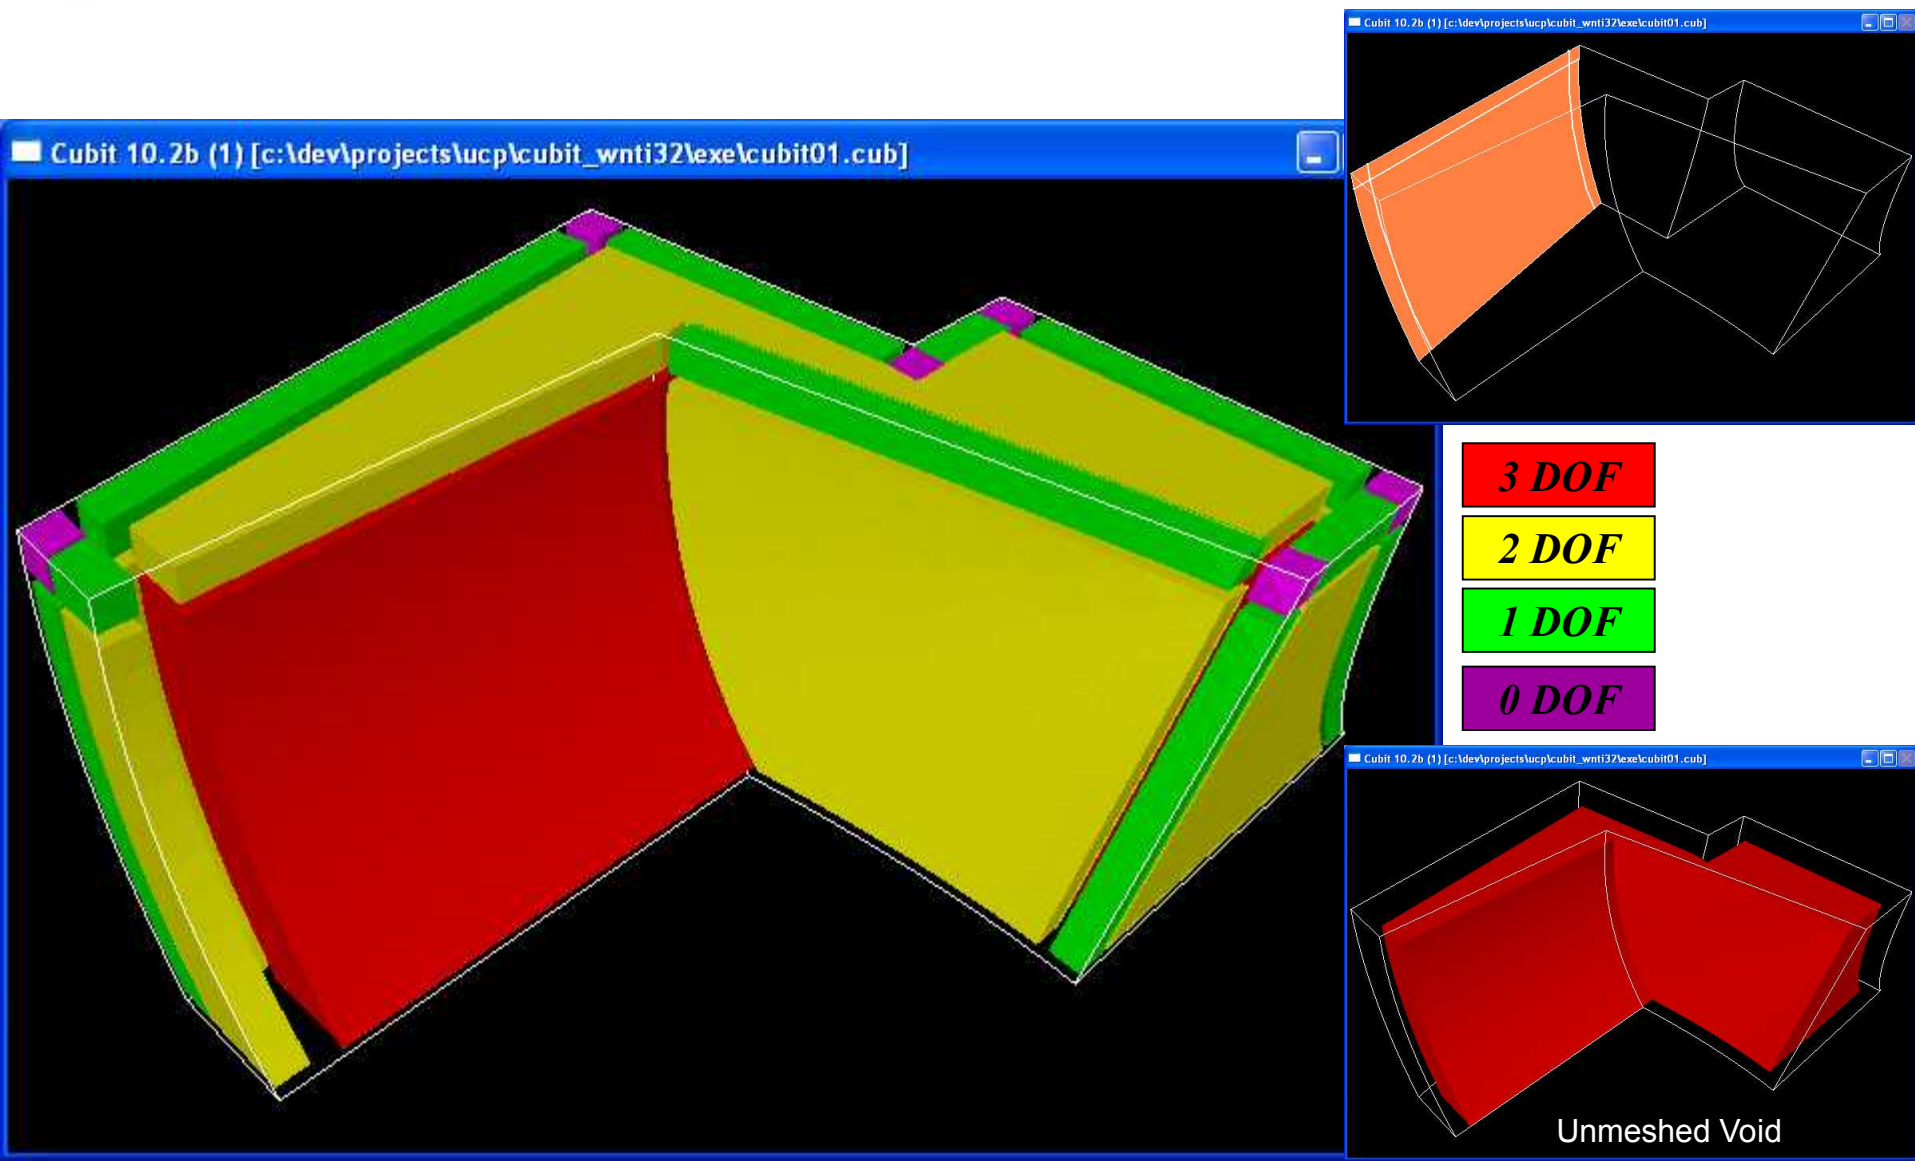 Cubit 10.2b (1) [c:\dev\projects\ucp\cubit_wnti32\exe\cubit01.cub]
Cubit 10.2b (1) [c:\dev\projects\ucp\cubit_wnti32\exe\cubit01.cub]
3 DOF
2 DOF
1 DOF
0 DOF
Cubit 10.2b (1) [c:\dev\projects\ucp\cubit_wnti32\exe\cubit01.cub]
Unmeshed Void